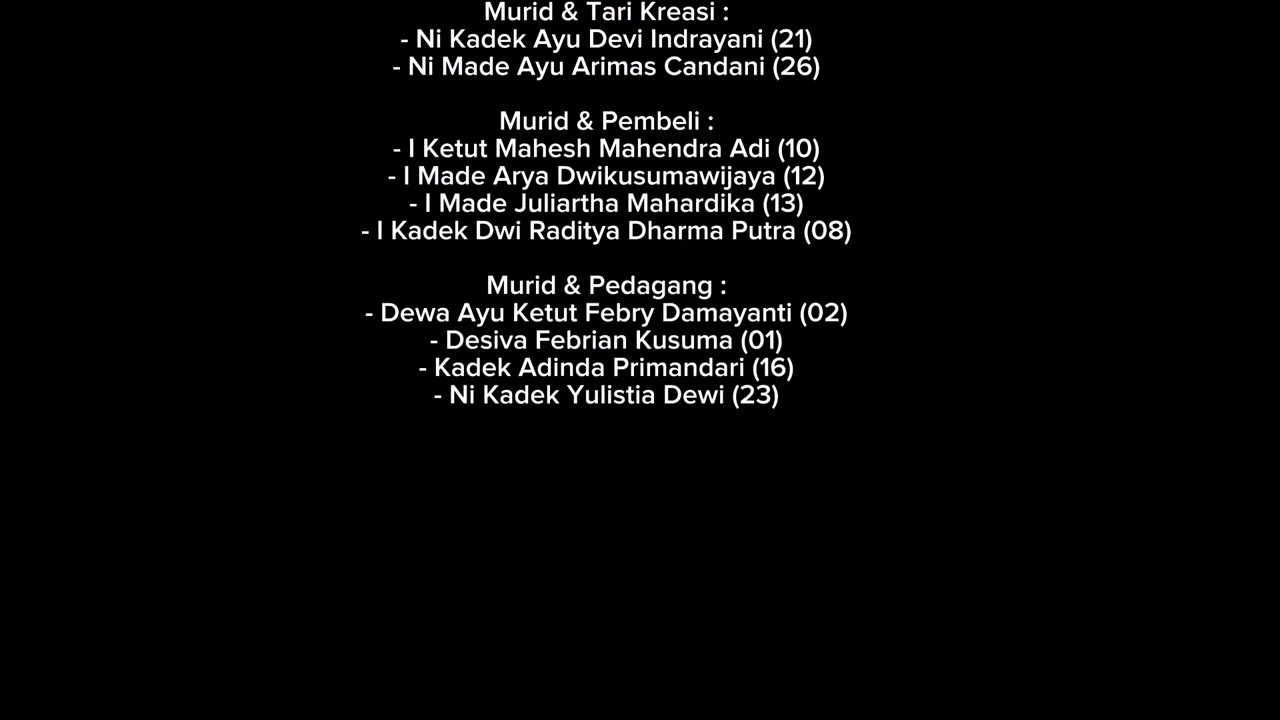 Murid & Tari Kreasi :
- Ni Kadek Ayu Devi Indrayani (21)
- Ni Made Ayu Arimas Candani (26)
Murid & Pembeli :
- I Ketut Mahesh Mahendra Adi (10)
- I Made Arya Dwikusumawijaya (12)
- I Made Juliartha Mahardika (13)
- I Kadek Dwi Raditya Dharma Putra (08)
Murid & Pedagang :
- Dewa Ayu Ketut Febry Damayanti (02)
- Desiva Febrian Kusuma (01)
- Kadek Adinda Primandari (16)
- Ni Kadek Yulistia Dewi (23)